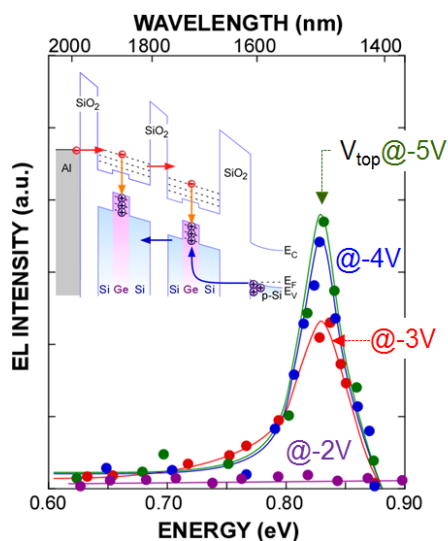 WAVELENGTH (nm)
2000 1800 1600 1400
EL INTENSITY (a.u.)
SiO2
SiO2
SiO2
Al
Vtop@-5V
@-4V
@-3V
@-2V
EC
EF
EV
p-Si
Si Ge Si Si Ge Si
0.60 0.70 0.80 0.90
ENERGY (eV)